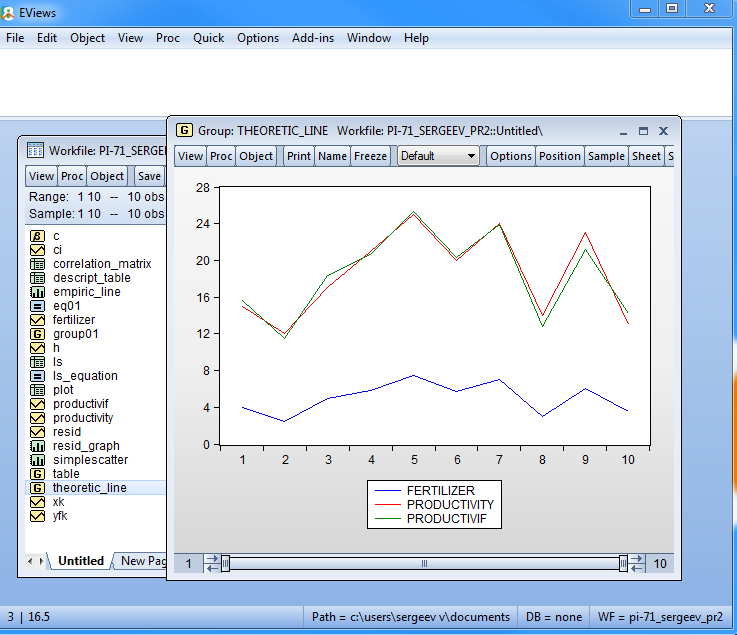 EViews
File Edit Object View Proc Quick Options Add-ins Window Help
Workfile: PI-71_SERGEE
View Proc Object Save
Range: 1 10 -- 10 obs
Sample: 1 10 -- 10 obs
c
ci
correlation_matrix
descript_table
empiric_line
eq01
fertilizer
group01
h
ls
ls_equation
plot
productivif
productivity
resid
resid_graph
simplescatter
table
theoretic_line
xk
yfk
Untitled New Pag
G Group: THEORETIC_LINE Workfile: PI-71_SERGEEV_PR2::Untitled\
View Proc Object Print Name Freeze Default Options Position Sample Sheet S
28
24
20
16
12
8
4
0
1 2 3 4 5 6 7 8 9 10
FERTILIZER
PRODUCTIVITY
PRODUCTIVIF
1 10
3 | 16.5 Path = c:\users\sergeev v\documents DB = none WF = pi-71_sergeev_pr2